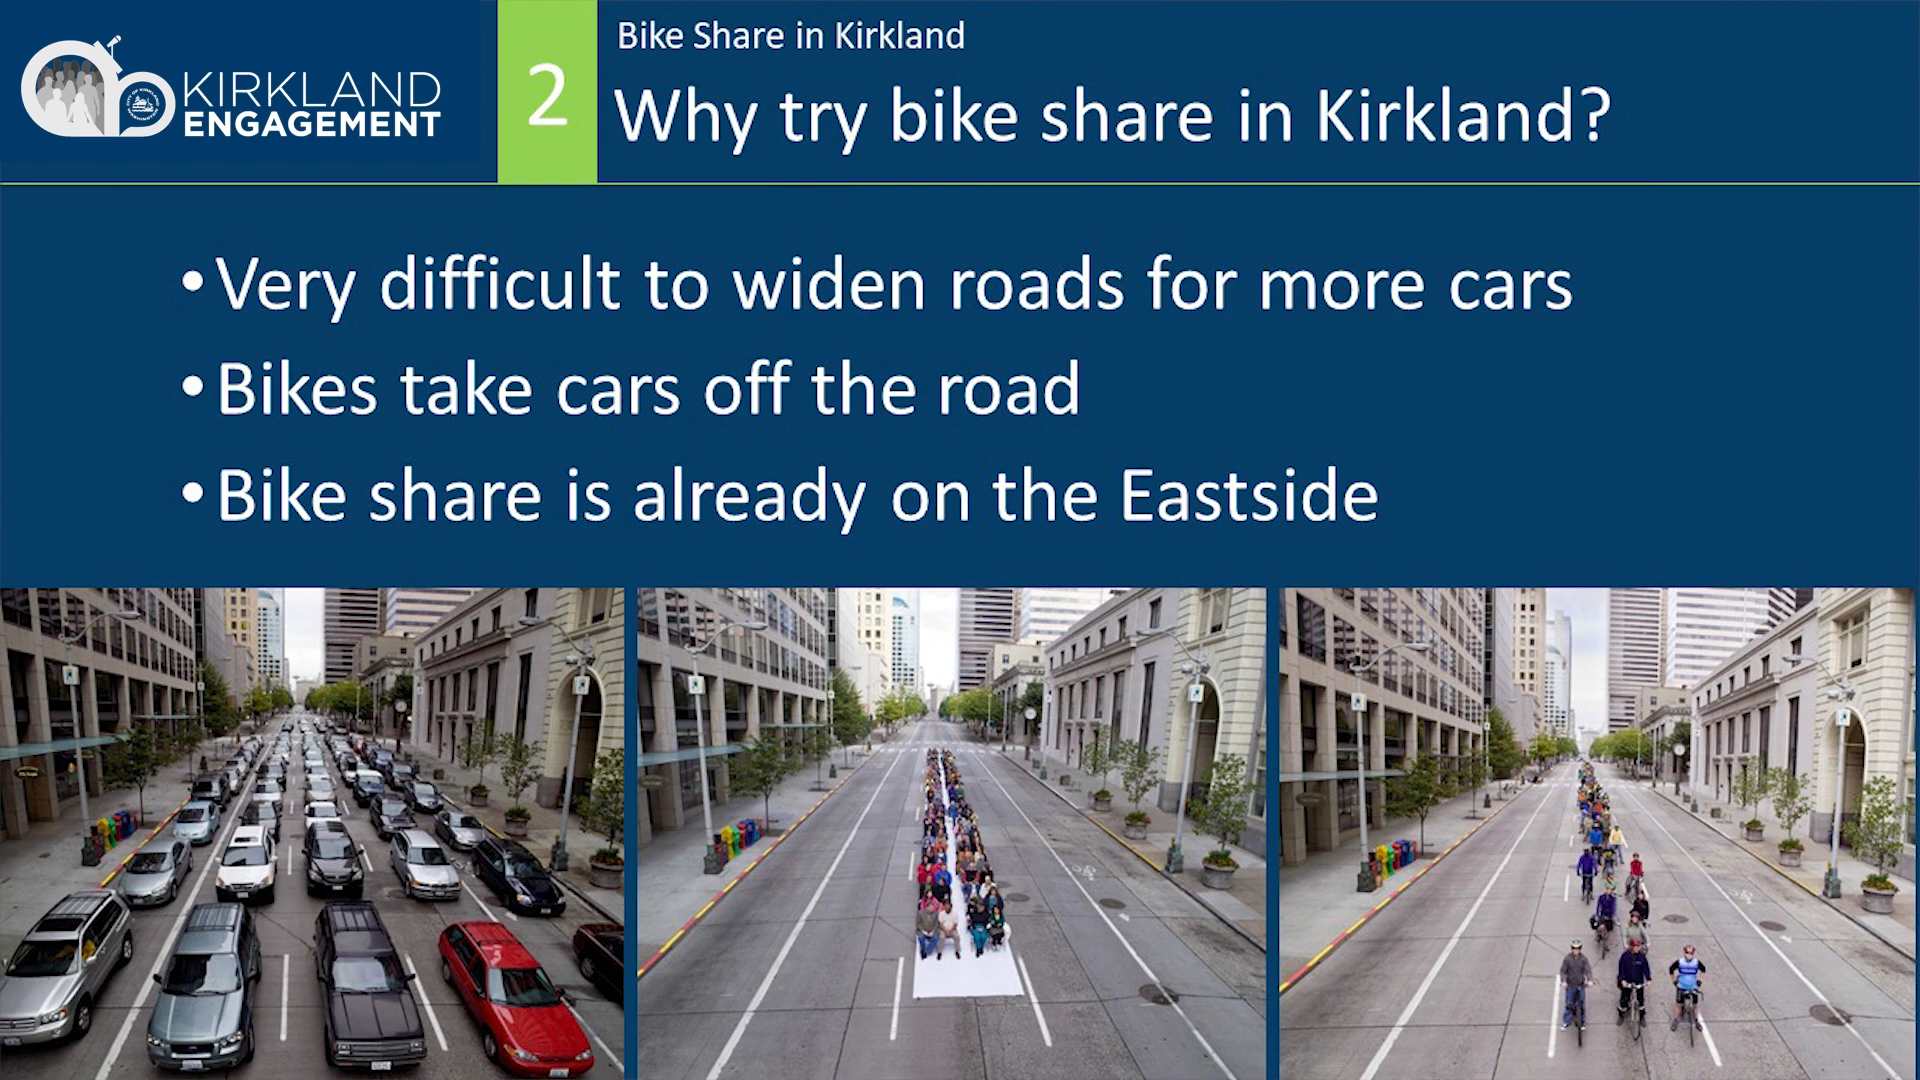 KIRKLAND
ENGAGEMENT
2
Bike Share in Kirkland
Why try bike share in Kirkland?
•Very difficult to widen roads for more cars
•Bikes take cars off the road
•Bike share is already on the Eastside